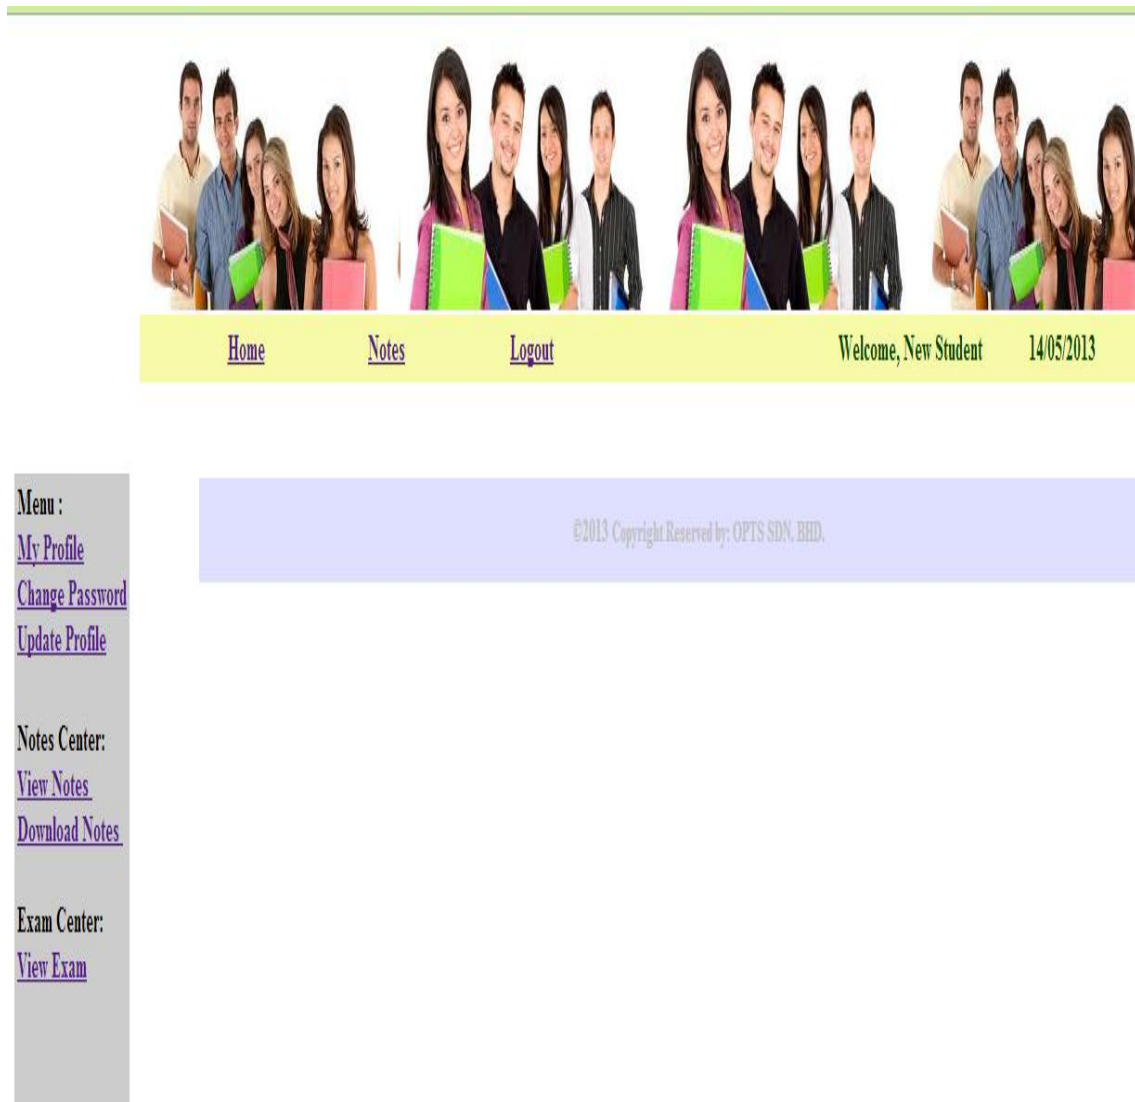 Home Notes Logout Welcome, New Student 14/05/2013
Menu :
My Profile
Change Password
Update Profile
Notes Center:
View Notes
Download Notes
Exam Center:
View Exam
©2013 Copyright Reserved by: OPTS SDN. BHD.